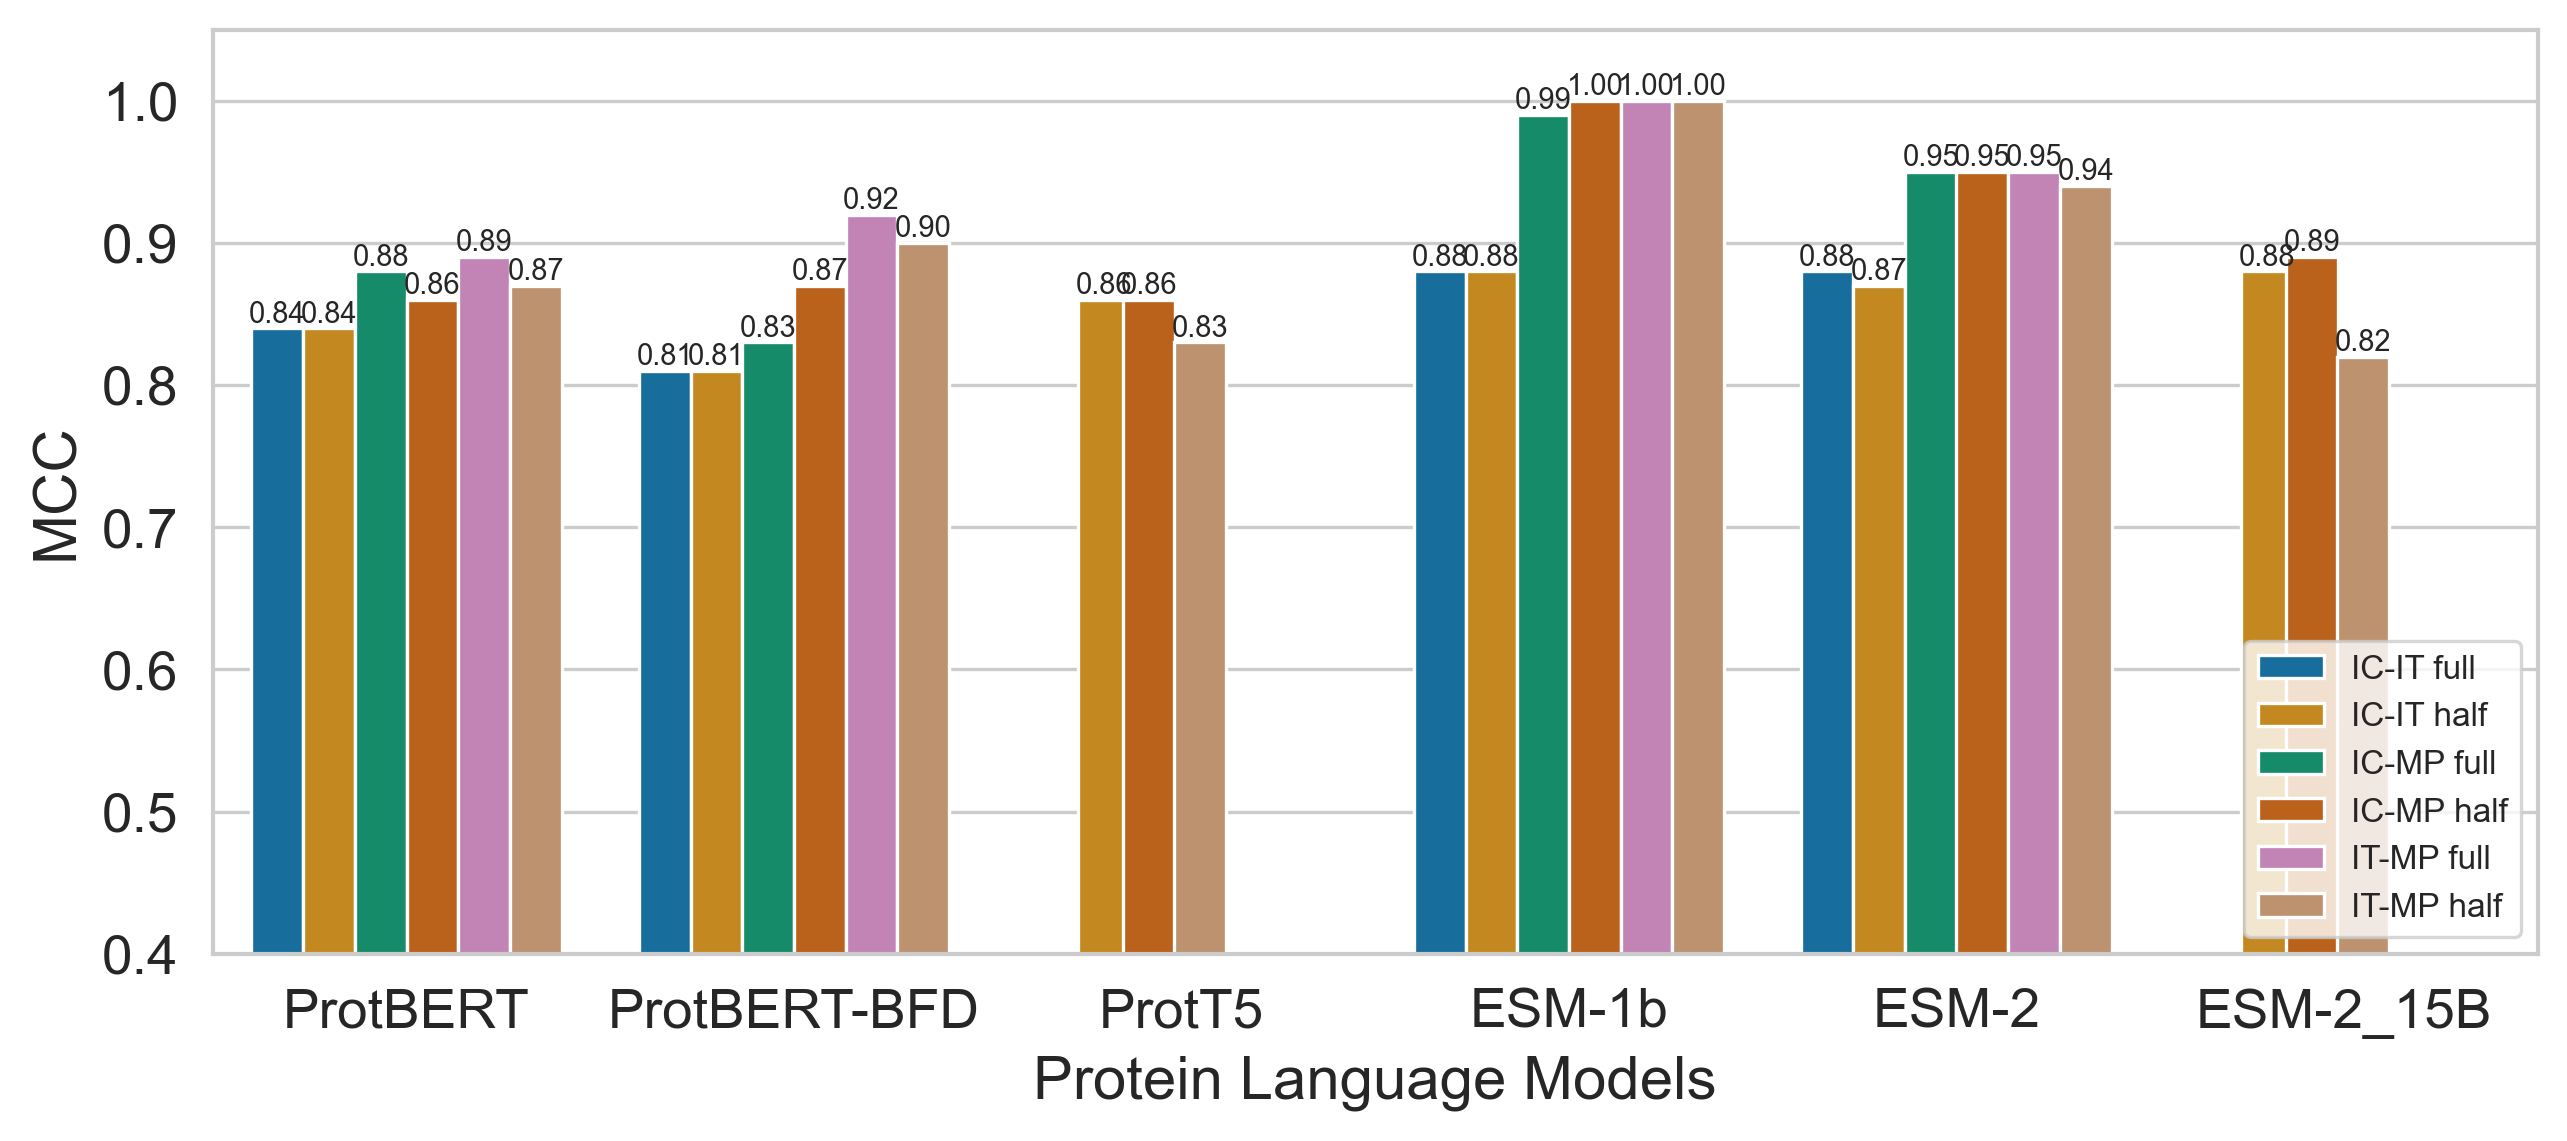 MCC
1.0
0.9
0.8
0.7
0.6
0.5
0.4
0.84 0.84 0.88 0.86 0.89 0.87
0.81 0.81 0.83 0.87 0.92 0.90
0.86 0.86 0.83
0.88 0.88 0.99 1.00 1.00 1.00
0.88 0.87 0.95 0.95 0.95 0.94
0.88 0.89 0.82
IC-IT full
IC-IT half
IC-MP full
IC-MP half
IT-MP full
IT-MP half
ProtBERT ProtBERT-BFD ProtT5 ESM-1b ESM-2 ESM-2_15B
Protein Language Models